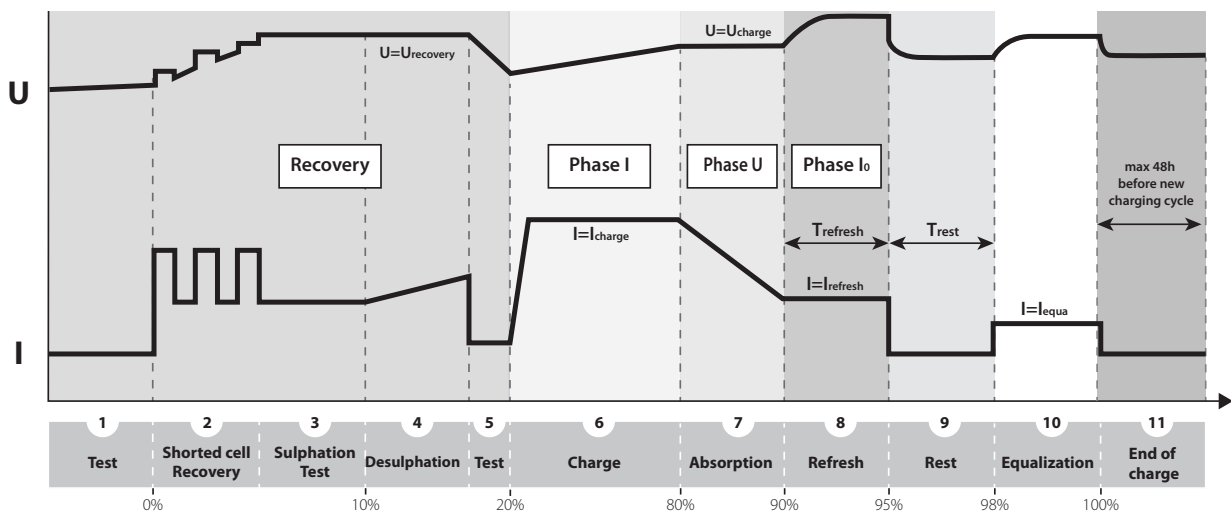 U
U=Urecovery
U=Ucharge
Recovery
Phase I
Phase U
Phase I0
max 48h
before new
charging cycle
Trefresh
Trest
I=Icharge
I=Irefresh
I=Iequa
I
1
2
3
4
5
6
7
8
9
10
11
Test
Shorted cell
Recovery
Sulphation
Test
Desulphation
Test
Charge
Absorption
Refresh
Rest
Equalization
End of
charge
0%
10%
20%
80%
90%
95%
98%
100%